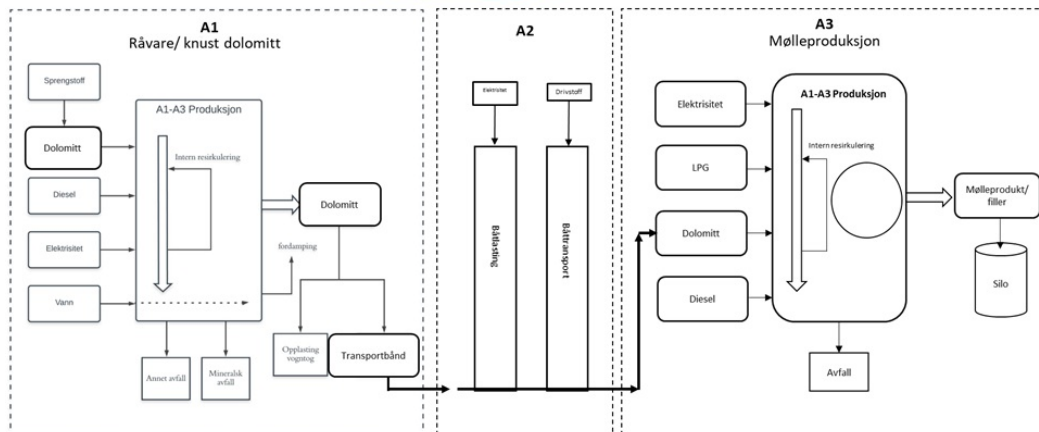 A1
Råvare/ knust dolomitt
Sprengstoff
Dolomitt
Diesel
Elektrisitet
Vann
A1-A3 Produksjon
Intern resirkulering
Dolomitt
fordamping
Annet avfall
Mineralsk
avfall
Opplasting
vogntog
Transportbånd
A2
Elektrisitet
Drivstoff
Båtlasting
Båttransport
A3
Mølleproduksjon
Elektrisitet
LPG
Dolomitt
Diesel
A1-A3 Produksjon
Intern resirkulering
Mølleprodukt/
filler
Silo
Avfall